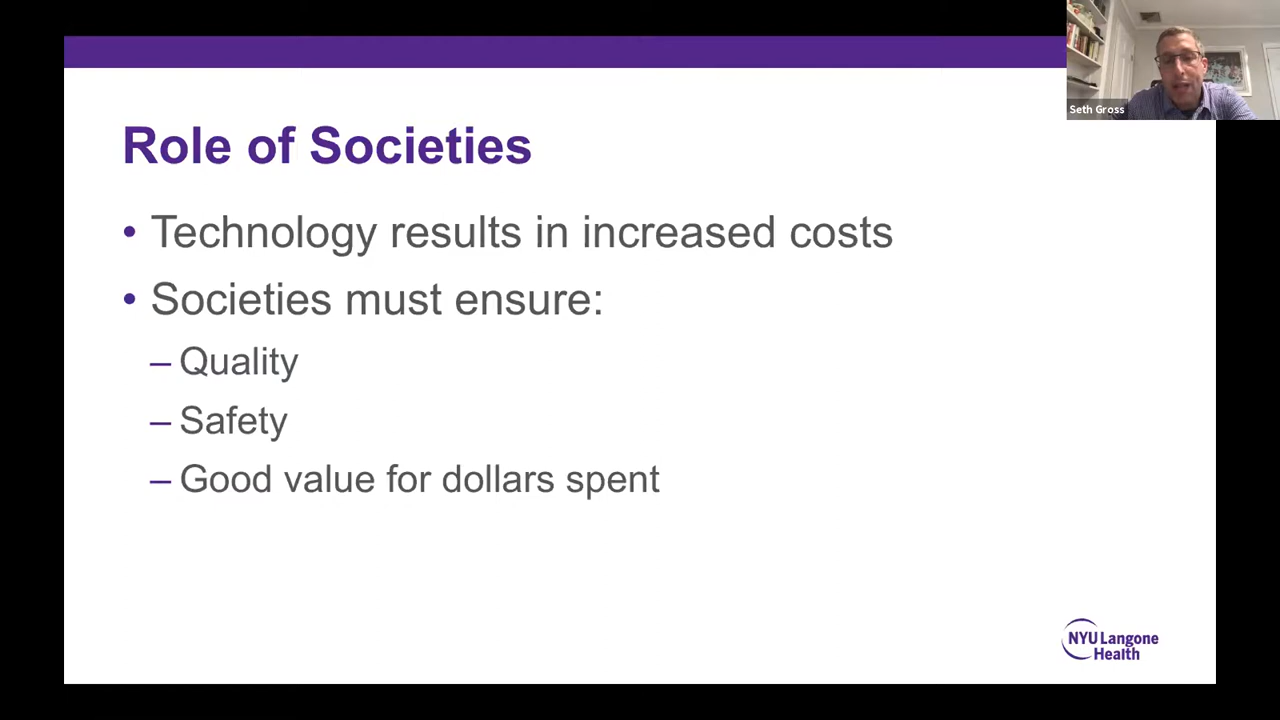 Seth Gross
Role of Societies
• Technology results in increased costs
• Societies must ensure:
– Quality
– Safety
– Good value for dollars spent
NYU Langone
Health